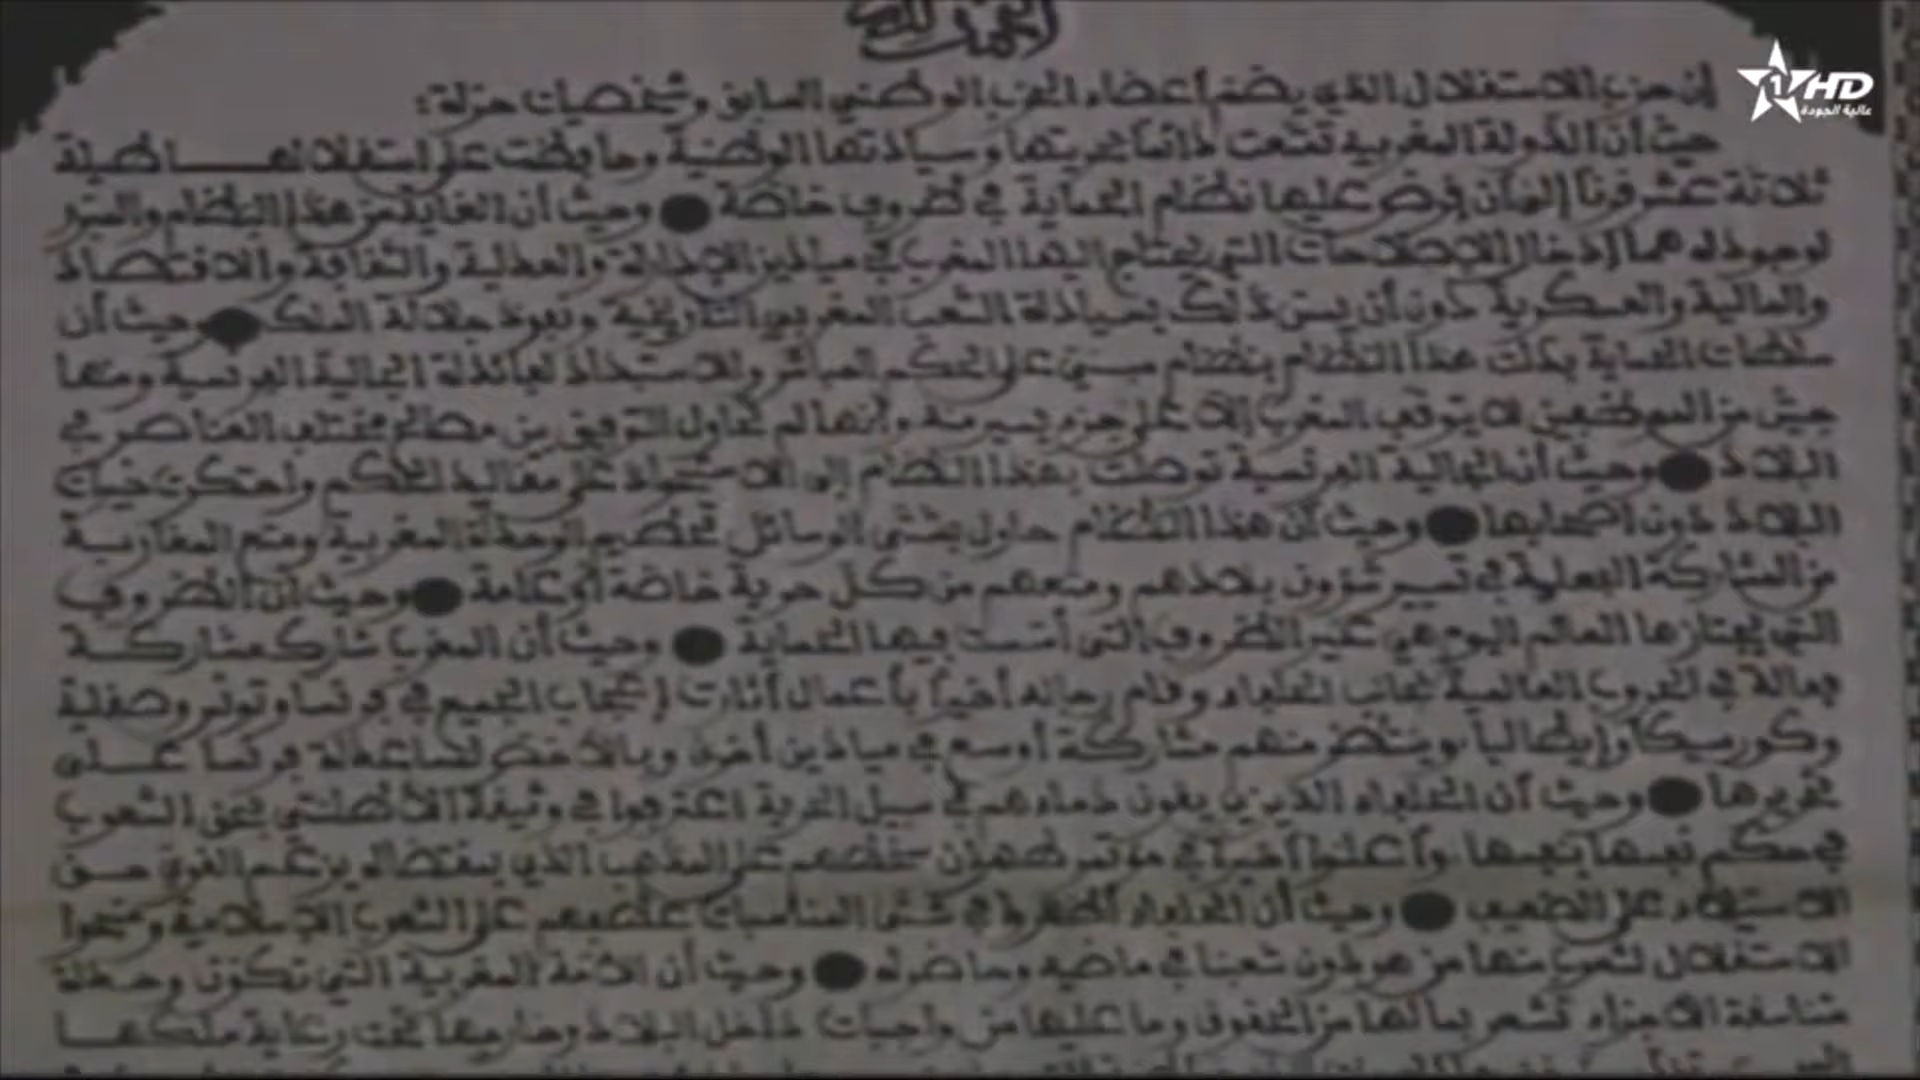 الحمد لله
HD
عالية الجودة
إن حزب الاستقلال الذي يضم أعضاء الحزب الوطني السابق وشخصيات حرة:
حيث أن الدولة المغربية تمتعت دائما بحريتها وسيادتها الوطنية وحافظت على استقلالها طيلة
ثلاثة عشر قرنا إلى أن فرض عليها نظام الحماية في ظروف خاصة ● وحيث أن الغاية من هذا النظام والمبرر
لوجوده هما إدخال الإصلاحات التي يحتاج اليها المغرب في ميادين الإدارة والعدلية والثقافة والاقتصاد
والمالية والعسكرية دون أن يمس ذلك بسيادة الشعب المغربي التاريخية ونفوذ جلالة الملك ● وحيث أن
سلطات الحماية بدلت هذا النظام بنظام مبني على الحكم المباشر والاستبداد لفائدة الجالية الفرنسية ومنها
جيش من الموظفين لا يتوقف المغرب إلا على جزء يسير منه وأنها لم تحاول التوفيق بين مصالح مختلف العناصر في
البلاد ● وحيث أن الجالية الفرنسية توصلت بهذا النظام إلى الاستحواذ على مقاليد الحكم واحتكرت خيرات
البلاد دون أصحابها ● وحيث أن هذا النظام حاول بشتى الوسائل تحطيم الوحدة المغربية ومنع المغاربة
من المشاركة الفعلية في تسيير شؤون بلادهم ومنعهم من كل حرية خاصة أو عامة ● وحيث أن الظروف
التي يجتازها العالم اليوم هي غير الظروف التي أسست فيها الحماية ● وحيث أن المغرب شارك مشاركة
فعالة في الحروب العالمية بجانب الحلفاء وقام رجاله أخيرا بأعمال أثارت إعجاب الجميع في فرنسا وتونس وصقلية
وكورسيكا وإيطاليا، وينتظر منهم مشاركة أوسع في ميادين أخرى وبالأخص لمساعدة فرنسا على
تحريرها ● وحيث أن الحلفاء الذين يريقون دماءهم في سبيل الحرية اعترفوا في وثيقة الأطلنتي بحق الشعوب
في حكم نفسها بنفسها، وأعلنوا أخيرا في مؤتمر طهران سخطهم على المذهب الذي بمقتضاه يزعم القوي حق
الاستيلاء على الضعيف ● وحيث أن الحلفاء أظهروا في شتى المناسبات عطفهم على الشعوب الإسلامية ومنحوا
الاستقلال لشعوب منها من هو دون شعبنا في ماضيه وحاضره ● وحيث أن الأمة المغربية التي تكون وحدة
متناسقة الأجزاء تشعر بما لها من الحقوق وما عليها من واجبات داخل البلاد وخارجها تحت رعاية ملكها